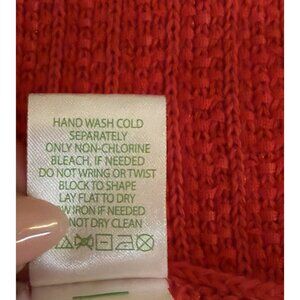 HAND WASH COLD
SEPARATELY
ONLY NON-CHLORINE
BLEACH, IF NEEDED
DO NOT WRING OR TWIST
BLOCK TO SHAPE
LAY FLAT TO DRY
IRON IF NEEDED
NOT DRY CLEAN